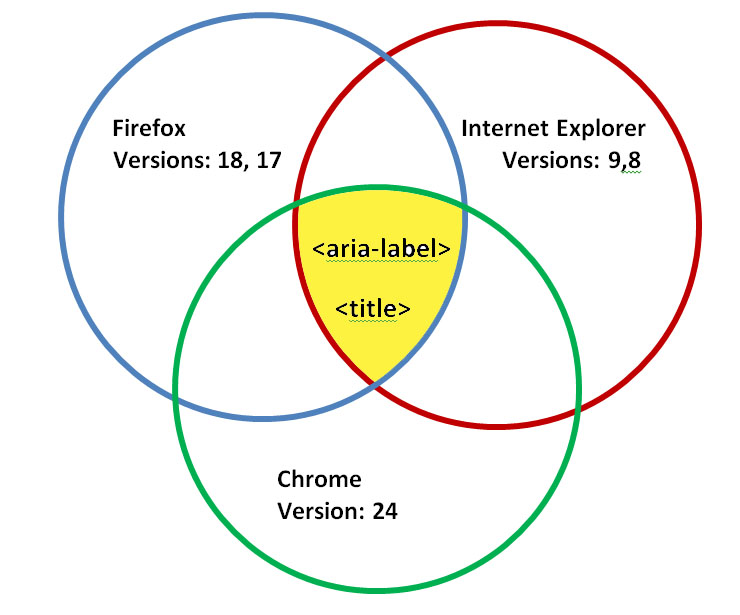 Firefox
Versions: 18, 17
Internet Explorer
Versions: 9,8
<aria-label>
<title>
Chrome
Version: 24